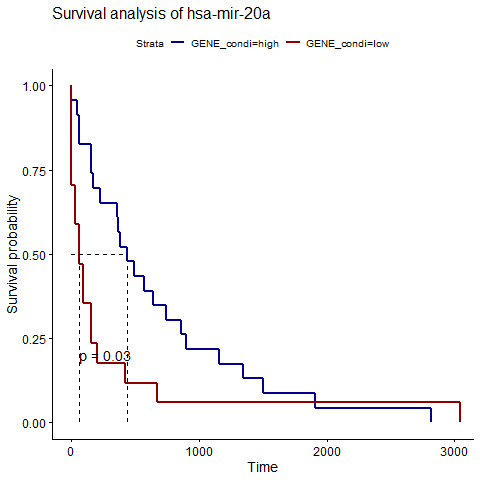 Survival analysis of hsa-mir-20a
Strata GENE_condi=high GENE_condi=low
1.00
0.75
0.50
0.25
0.00
Survival probability
p = 0.03
0 1000 2000 3000
Time